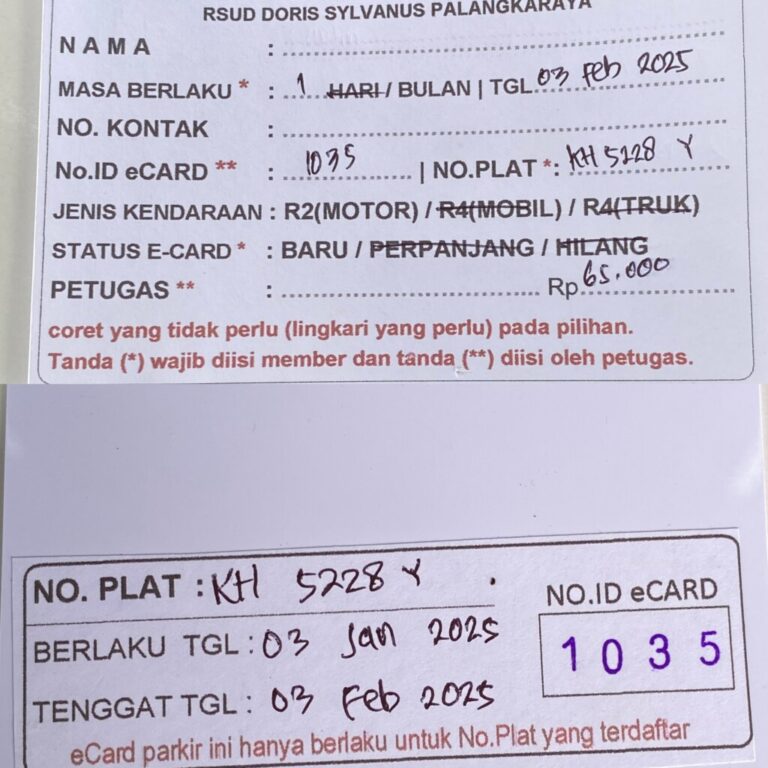 RSUD DORIS SYLVANUS PALANGKARAYA
NAMA :
MASA BERLAKU * : 1 HARI / BULAN | TGL 03 Feb 2025
NO. KONTAK :
No.ID eCARD ** : 1035 | NO.PLAT *: KH 5228 Y
JENIS KENDARAAN : R2(MOTOR) / R4(MOBIL) / R4(TRUK)
STATUS E-CARD * : BARU / PERPANJANG / HILANG
PETUGAS ** : Rp 65.000
coret yang tidak perlu (lingkari yang perlu) pada pilihan.
Tanda (*) wajib diisi member dan tanda (**) diisi oleh petugas.
NO. PLAT : KH 5228 Y
NO.ID eCARD
1035
BERLAKU TGL : 03 Jan 2025
TENGGAT TGL : 03 Feb 2025
eCard parkir ini hanya berlaku untuk No.Plat yang terdaftar